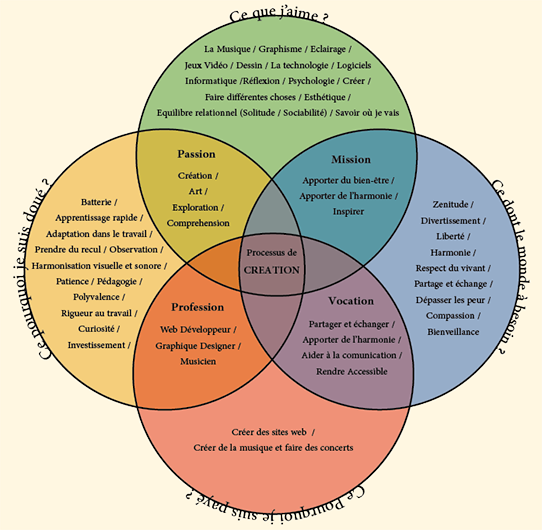 Ce que j'aime ?
La Musique / Graphisme / Eclairage /
Jeux Vidéo / Dessin / La technologie / Logiciels
Informatique /Réflexion / Psychologie / Créer /
Faire différentes choses / Esthétique /
Equilibre relationnel (Solitude / Sociabilité) / Savoir où je vais
Passion
Création /
Art /
Exploration /
Comprehension
Mission
Apporter du bien-être /
Apporter de l'harmonie /
Inspirer
Ce pourquoi je suis doué ?
Batterie /
Apprentissage rapide /
Adaptation dans le travail /
Prendre du recul / Observation /
Harmonisation visuelle et sonore /
Patience / Pédagogie /
Polyvalence /
Rigueur au travail /
Curiosité /
Investissement /
Processus de
CREATION
Ce dont le monde à besoin ?
Zenitude /
Divertissement /
Liberté /
Harmonie /
Respect du vivant /
Partage et échange /
Dépasser les peur /
Compassion /
Bienveillance
Profession
Web Développeur /
Graphique Designer /
Musicien
Vocation
Partager et échanger /
Apporter de l'harmonie /
Aider à la comunication /
Rendre Accessible
Créer des sites web /
Créer de la musique et faire des concerts
Ce Pourquoi je suis payé ?